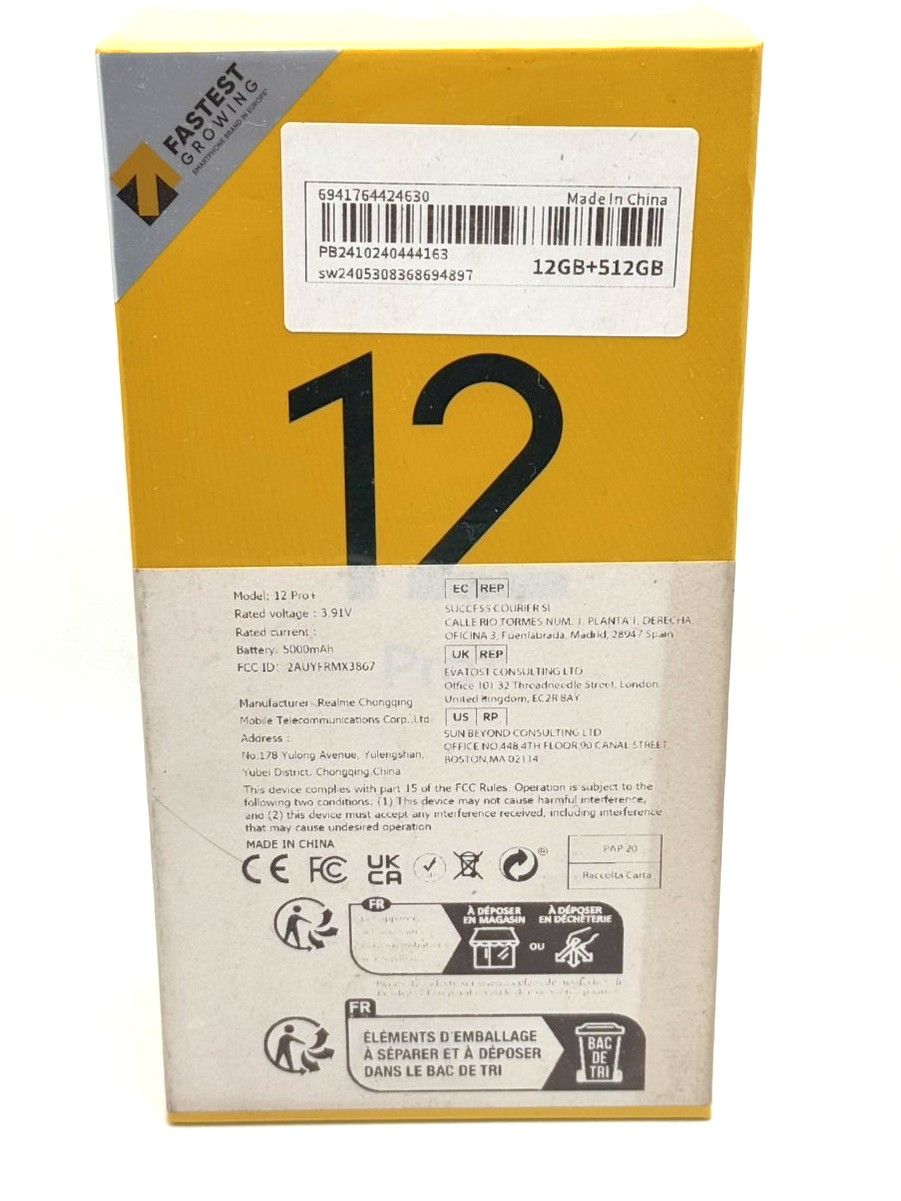 FASTEST
GROWING
SMARTPHONE BRAND IN EUROPE*
6941764424630 Made In China
PB2410240444163
SW2405308368694897 12GB+512GB
12
Model: 12 Pro+
Rated voltage : 3.91V
Rated current :
Battery: 5000mAh
FCC ID: 2AUYFRMX3867
Manufacturer: Realme Chongqing
Mobile Telecommunications Corp.,Ltd
Address :
No.178 Yulong Avenue, Yufengshan,
Yubei District, Chongqing,China
EC REP
SUCCESS COURIER SL
CALLE RIO TORMES NUM. 1, PLANTA 1, DERECHA,
OFICINA 3, Fuenlabrada, Madrid, 28947 Spain
UK REP
EVATOST CONSULTING LTD
Office 101 32 Threadneedle Street, London,
United Kingdom, EC2R 8AY
US RP
SUN BEYOND CONSULTING LTD
OFFICE NO.448,4TH FLOOR,90 CANAL STREET,
BOSTON,MA 02114
This device complies with part 15 of the FCC Rules. Operation is subject to the
following two conditions: (1) This device may not cause harmful interference,
and (2) this device must accept any interference received, including interference
that may cause undesired operation
MADE IN CHINA
CE FC UK CA
PAP 20
Raccolta Carta
FR
À DÉPOSER
EN MAGASIN
OU
À DÉPOSER
EN DÉCHÈTERIE
FR
ÉLÉMENTS D'EMBALLAGE
À SÉPARER ET À DÉPOSER
DANS LE BAC DE TRI
BAC
DE
TRI